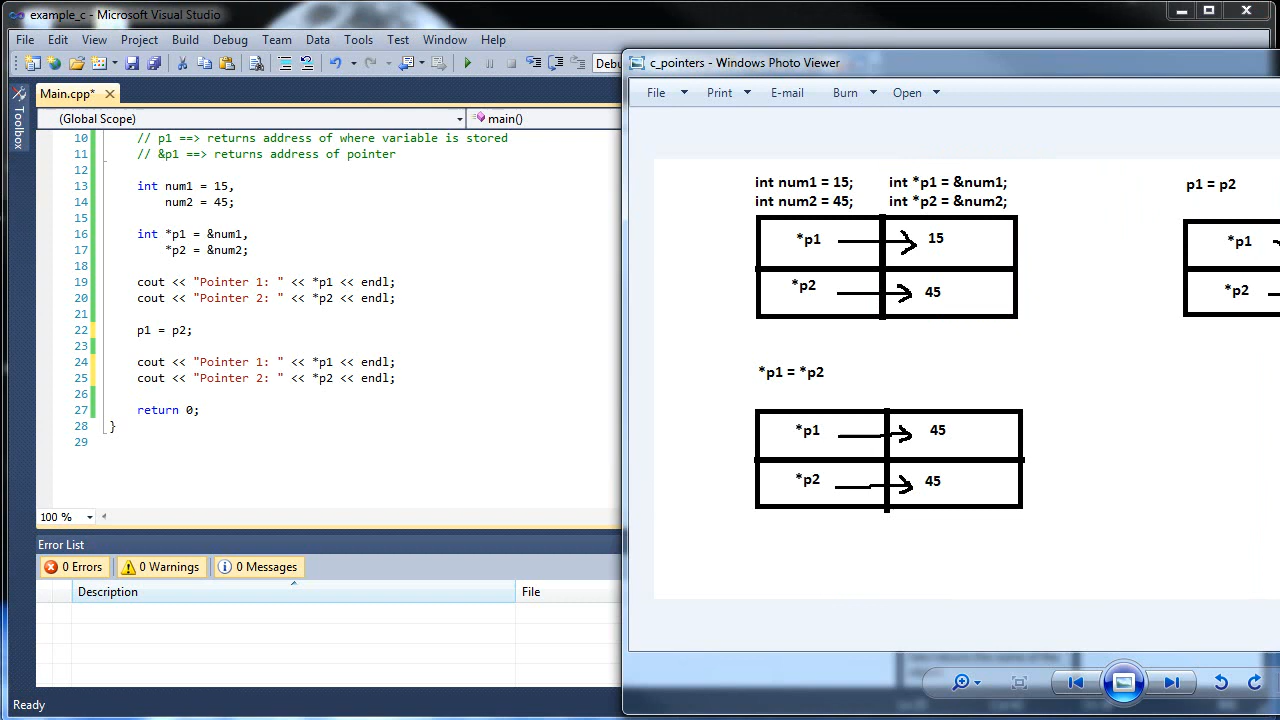 example_c - Microsoft Visual Studio
File Edit View Project Build Debug Team Data Tools Test Window Help
Debu
Main.cpp*
Toolbox
(Global Scope) main()
10 // p1 ==> returns address of where variable is stored
11 // &p1 ==> returns address of pointer
12
13 int num1 = 15,
14 num2 = 45;
15
16 int *p1 = &num1,
17 *p2 = &num2;
18
19 cout << "Pointer 1: " << *p1 << endl;
20 cout << "Pointer 2: " << *p2 << endl;
21
22 p1 = p2;
23
24 cout << "Pointer 1: " << *p1 << endl;
25 cout << "Pointer 2: " << *p2 << endl;
26
27 return 0;
28 }
29
100 %
Error List
0 Errors 0 Warnings 0 Messages
Description File
Ready
c_pointers - Windows Photo Viewer
File Print E-mail Burn Open
int num1 = 15; int *p1 = &num1;
int num2 = 45; int *p2 = &num2;
*p1 15
*p2 45
p1 = p2
*p1
*p2
*p1 = *p2
*p1 45
*p2 45